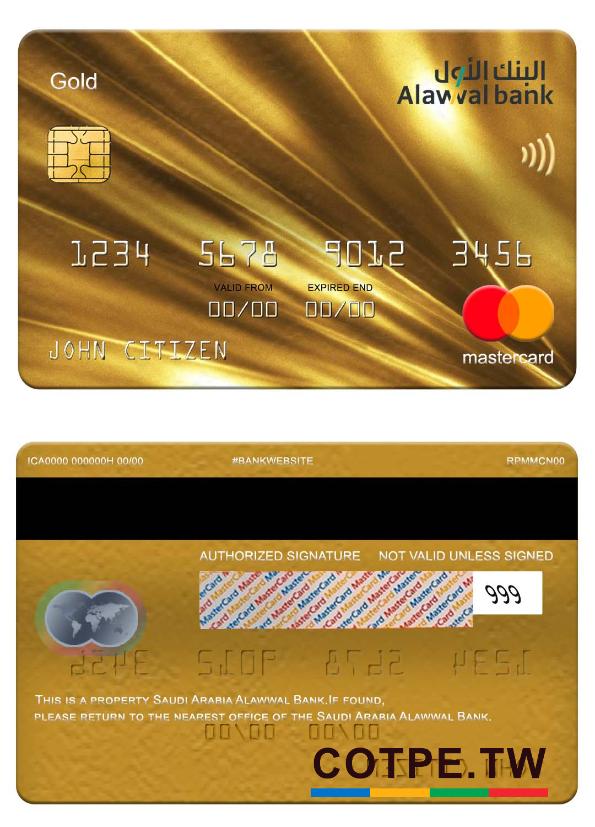 Gold
البنك الأول
Alawwal bank
1234 5678 9012 3456
VALID FROM EXPIRED END
00/00 00/00
JOHN CITIZEN
mastercard
ICA0000 000000H 00/00 #BANKWEBSITE RPMMCN00
AUTHORIZED SIGNATURE NOT VALID UNLESS SIGNED
MasterCard MasterCard MasterCard
999
THIS IS A PROPERTY SAUDI ARABIA ALAWWAL BANK.IF FOUND,
PLEASE RETURN TO THE NEAREST OFFICE OF THE SAUDI ARABIA ALAWWAL BANK.
00/00 00/00
COTPE.TW